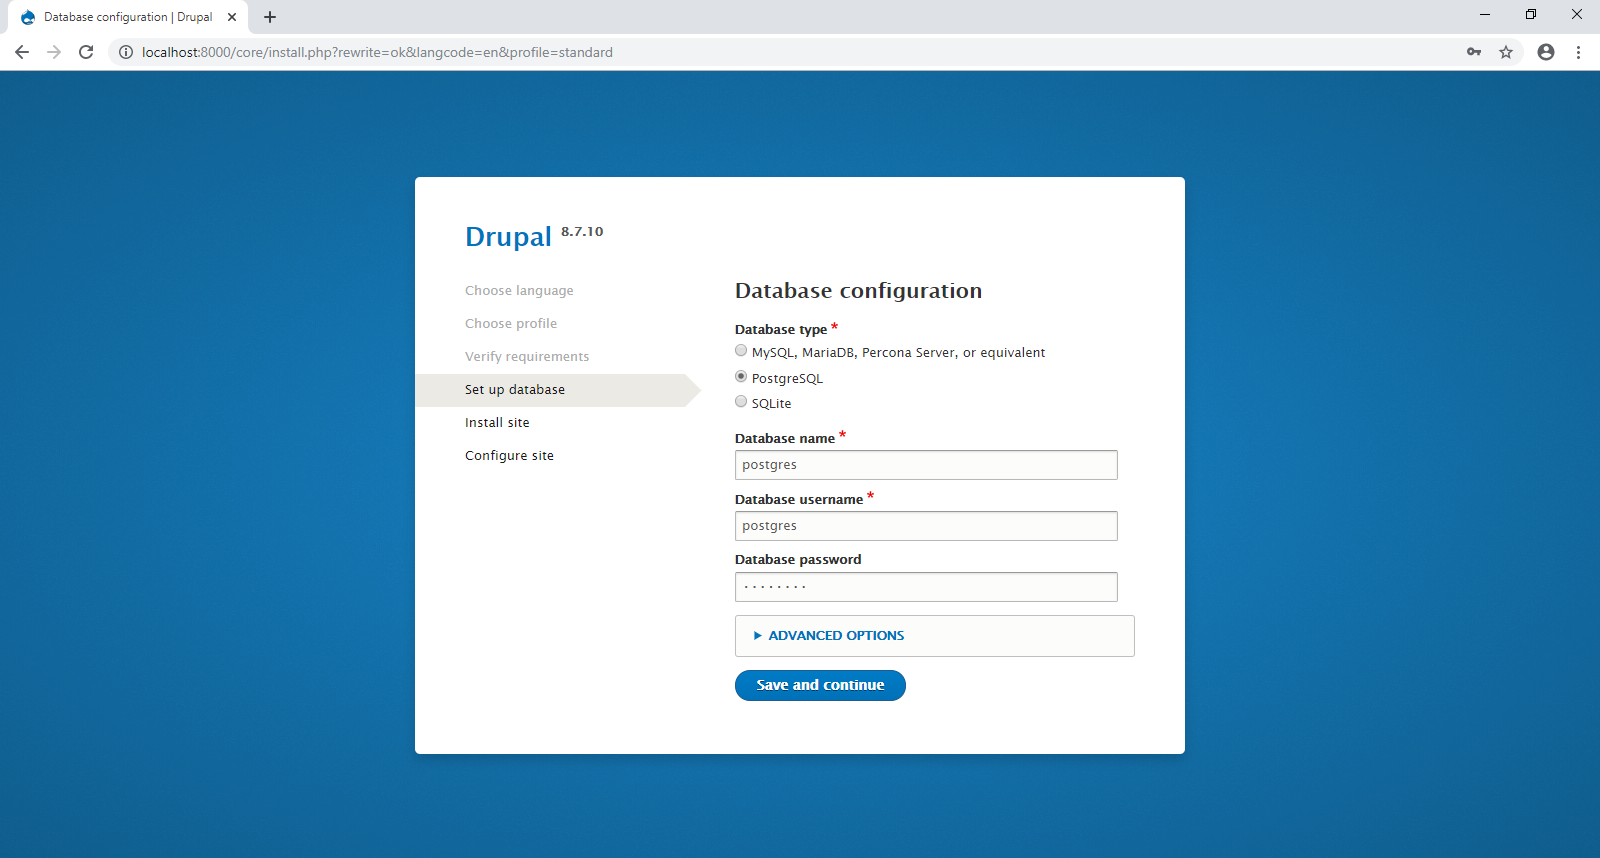 Database configuration | Drupal
localhost:8000/core/install.php?rewrite=ok&langcode=en&profile=standard
Drupal 8.7.10
Choose language
Choose profile
Verify requirements
Set up database
Install site
Configure site
Database configuration
Database type *
MySQL, MariaDB, Percona Server, or equivalent
PostgreSQL
SQLite
Database name *
postgres
Database username *
postgres
Database password
········
ADVANCED OPTIONS
Save and continue